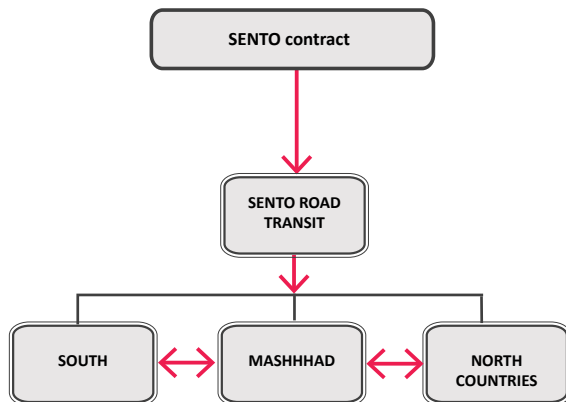 SENTO contract
SENTO ROAD
TRANSIT
SOUTH
MASHHHAD
NORTH
COUNTRIES